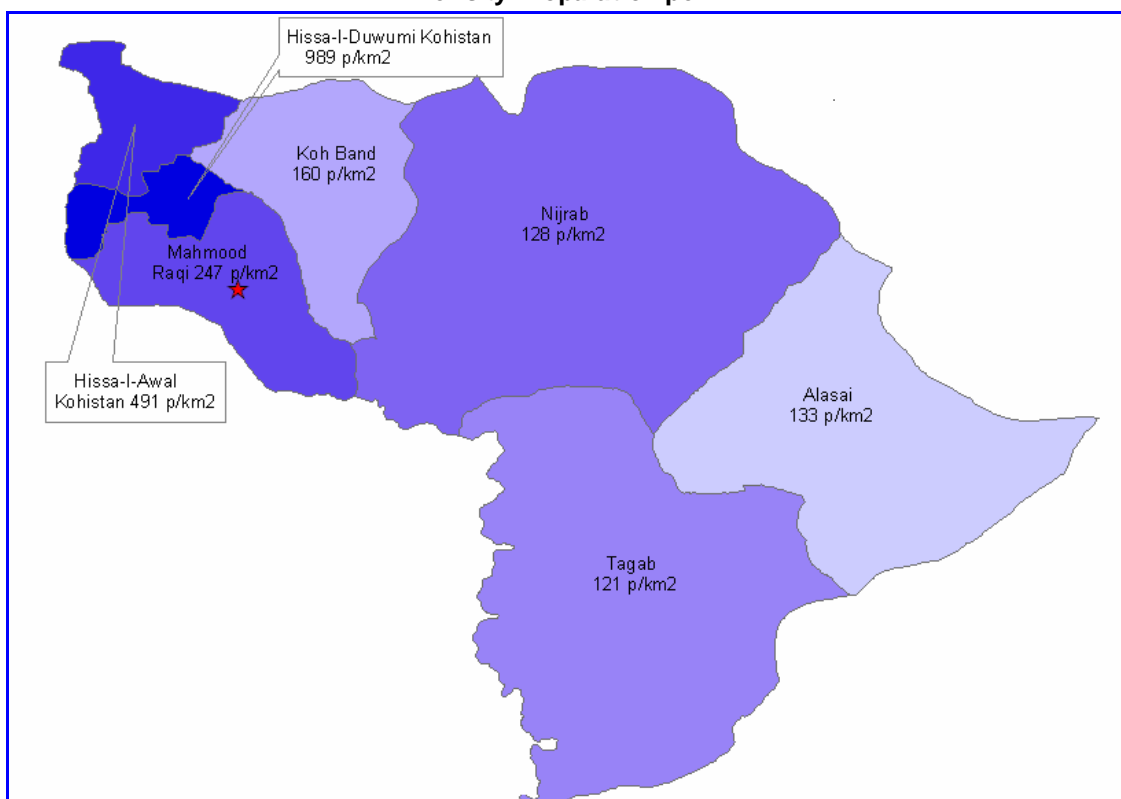 Hissa-I-Duwumi Kohistan
989 p/km2
Koh Band
160 p/km2
Nijrab
128 p/km2
Mahmood
Raqi 247 p/km2
Hissa-I-Awal
Kohistan 491 p/km2
Alasai
133 p/km2
Tagab
121 p/km2